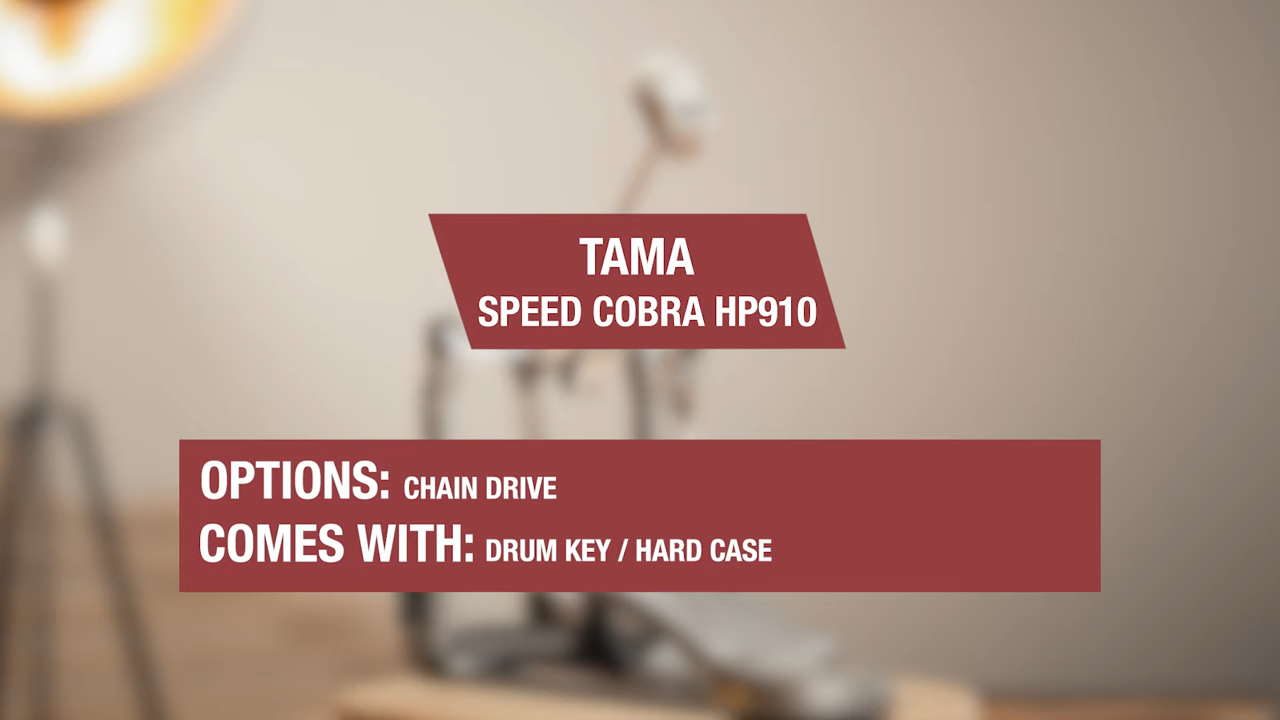 TAMA
SPEED COBRA HP910
OPTIONS: CHAIN DRIVE
COMES WITH: DRUM KEY / HARD CASE